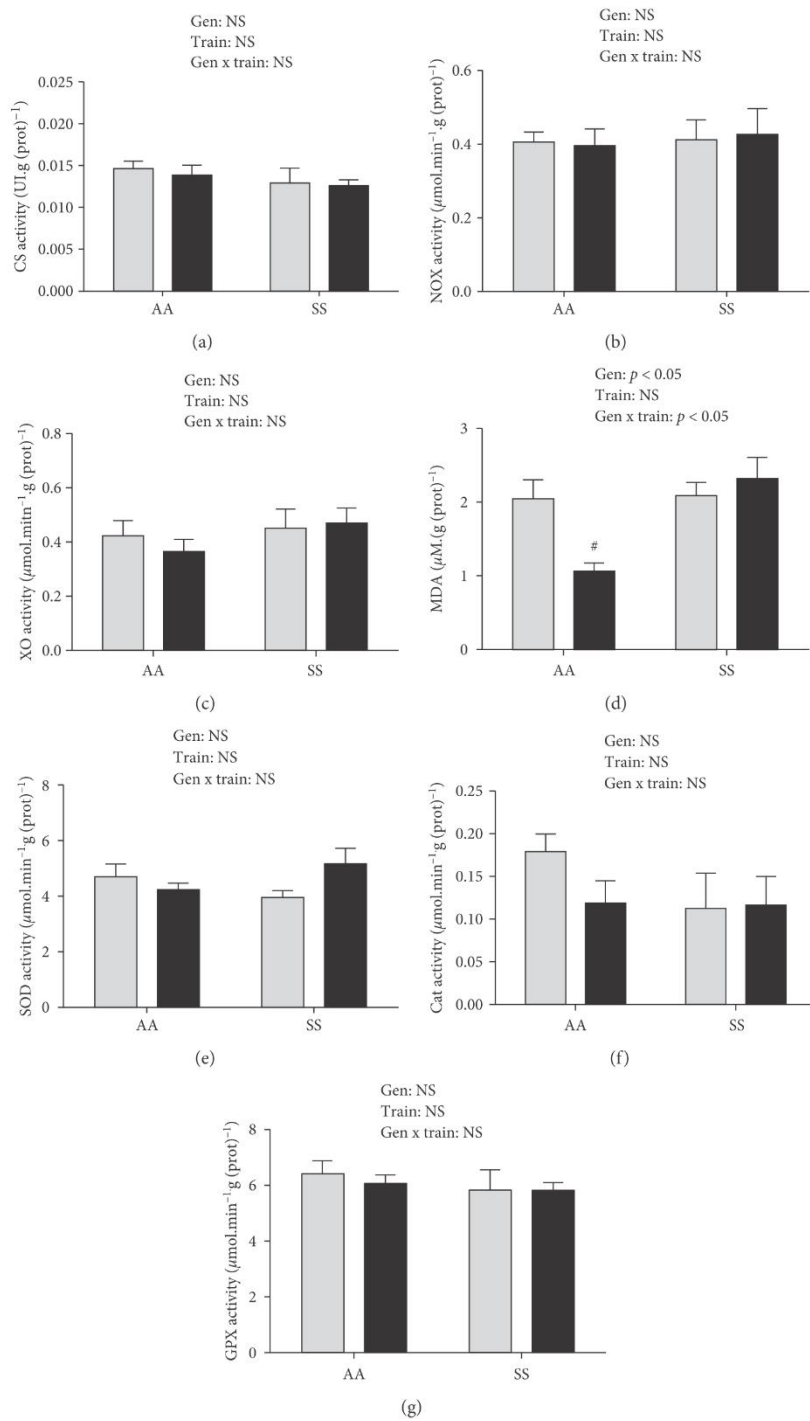 Gen: NS
Train: NS
Gen x train: NS
CS activity (UI.g (prot)⁻¹)
0.025
0.020
0.015
0.010
0.005
0.000
AA
SS
(a)
Gen: NS
Train: NS
Gen x train: NS
NOX activity (μmol.min⁻¹.g (prot)⁻¹)
0.6
0.4
0.2
0.0
AA
SS
(b)
Gen: NS
Train: NS
Gen x train: NS
XO activity (μmol.mitn⁻¹.g (prot)⁻¹)
0.8
0.6
0.4
0.2
0.0
AA
SS
(c)
Gen: p < 0.05
Train: NS
Gen x train: p < 0.05
MDA (μM.(g (prot)⁻¹)
3
2
1
0
#
AA
SS
(d)
Gen: NS
Train: NS
Gen x train: NS
SOD activity (μmol.min⁻¹·g (prot)⁻¹)
8
6
4
2
0
AA
SS
(e)
Gen: NS
Train: NS
Gen x train: NS
Cat activity (μmol.min⁻¹g (prot)⁻¹)
0.25
0.20
0.15
0.10
0.05
0.00
AA
SS
(f)
Gen: NS
Train: NS
Gen x train: NS
GPX activity (μmol.min⁻¹·g (prot)⁻¹)
8
6
4
2
0
AA
SS
(g)